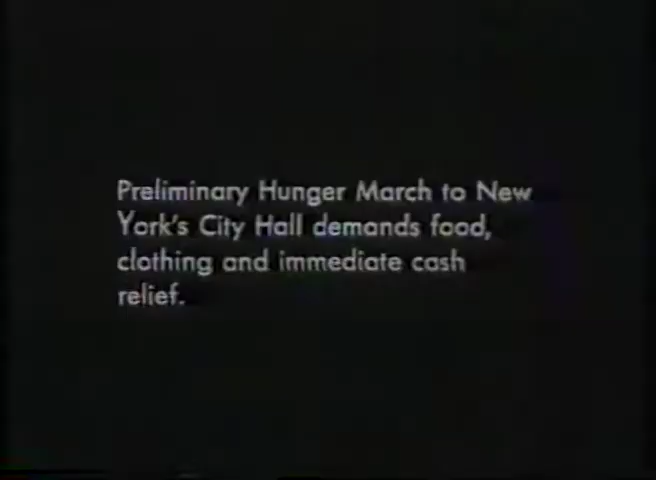 Preliminary Hunger March to New
York's City Hall demands food,
clothing and immediate cash
relief.